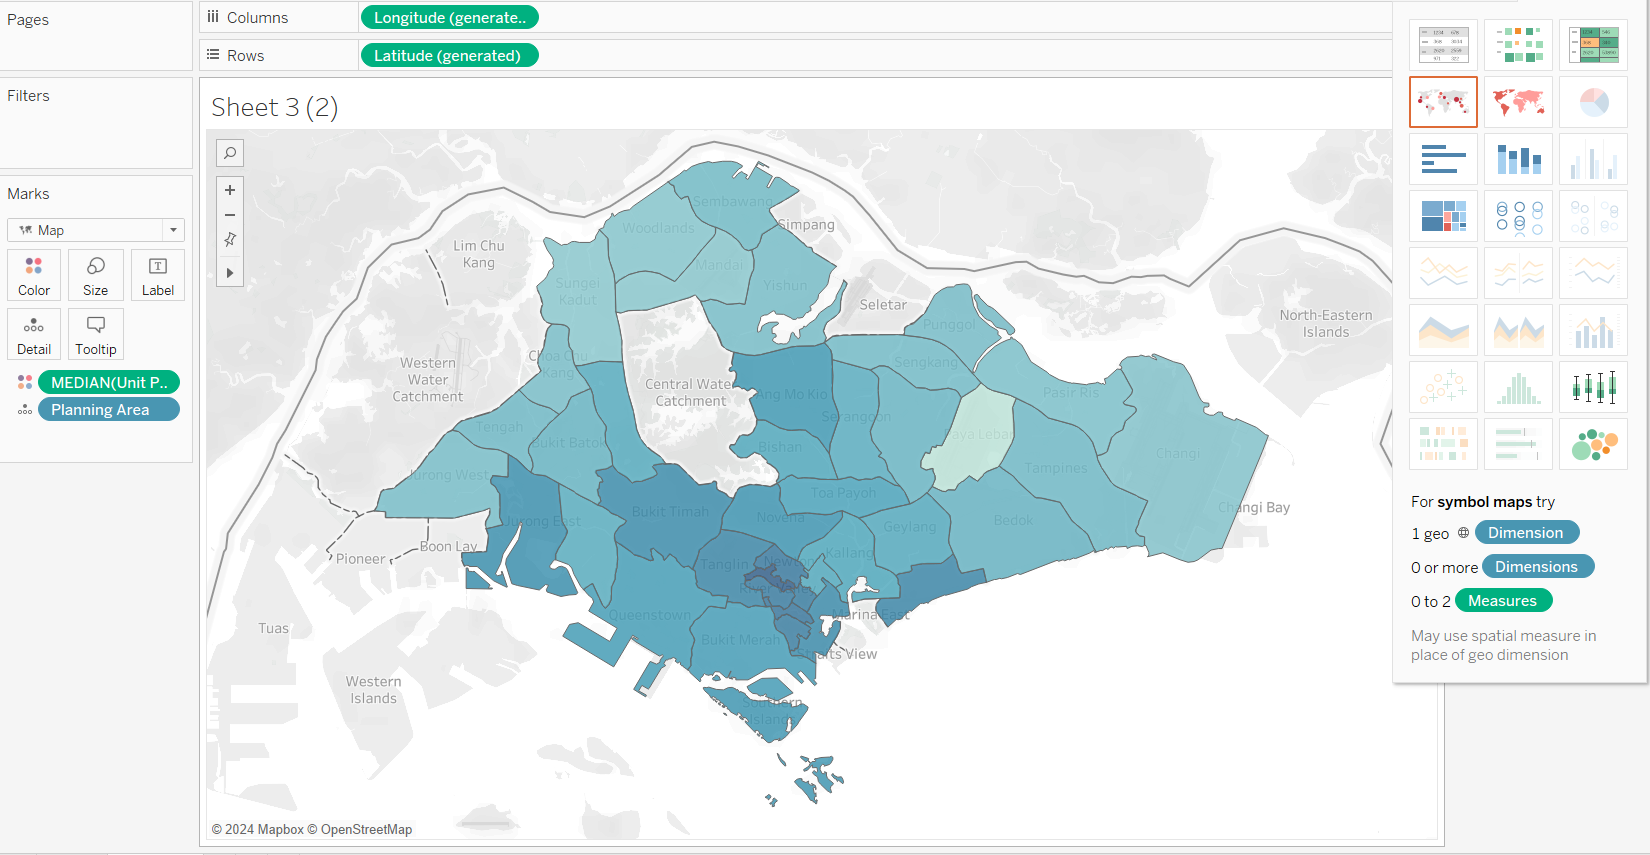 Pages
Columns
Longitude (generate..
Rows
Latitude (generated)
Filters
Sheet 3 (2)
Marks
Map
Color
Size
Label
Detail
Tooltip
MEDIAN(Unit P..
Planning Area
Sembawang
Simpang
Woodlands
Lim Chu
Kang
Mandai
Sungei
Kadut
Yishun
Seletar
Punggol
North-Eastern
Islands
Choa Chu
Kang
Western
Water
Catchment
Sengkang
Central Wate
Catchment
Ang Mo Kio
Pasir Ris
Serangoon
Tengah
Paya Lebar
Bukit Batok
Bishan
Changi
Jurong West
Tampines
Toa Payoh
Changi Bay
Bukit Timah
Novena
Jurong East
Geylang
Bedok
Boon Lay
Pioneer
Kallang
Tanglin
Newton
River Valley
Queenstown
Marina East
Tuas
Bukit Merah
Straits View
Western
Islands
Southern
Islands
© 2024 Mapbox © OpenStreetMap
For symbol maps try
1 geo Dimension
0 or more Dimensions
0 to 2 Measures
May use spatial measure in
place of geo dimension